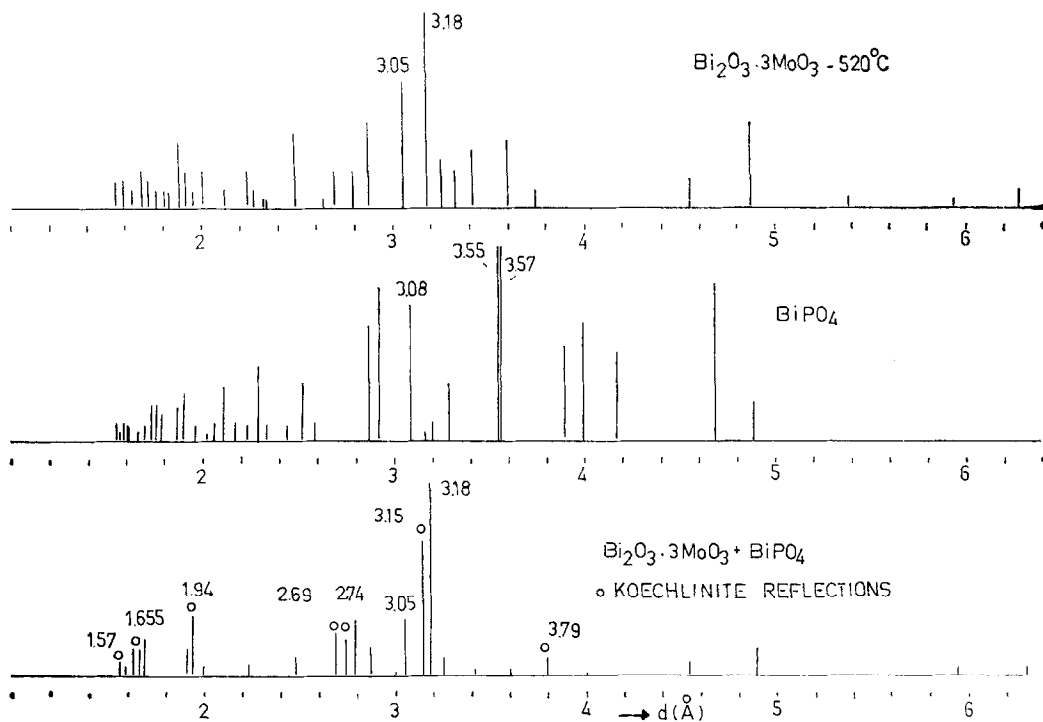 3.18
3.05
Bi₂O₃·3MoO₃-520°C
2 3 4 5 6
3.55 3.57
3.08
BiPO₄
2 3 4 5 6
3.18
3.15
Bi₂O₃·3MoO₃+ BiPO₄
o KOECHLINITE REFLECTIONS
1.94 2.69 2.74
3.05
1.655
1.57
3.79
2 3 4 5 6
→ d(Å)